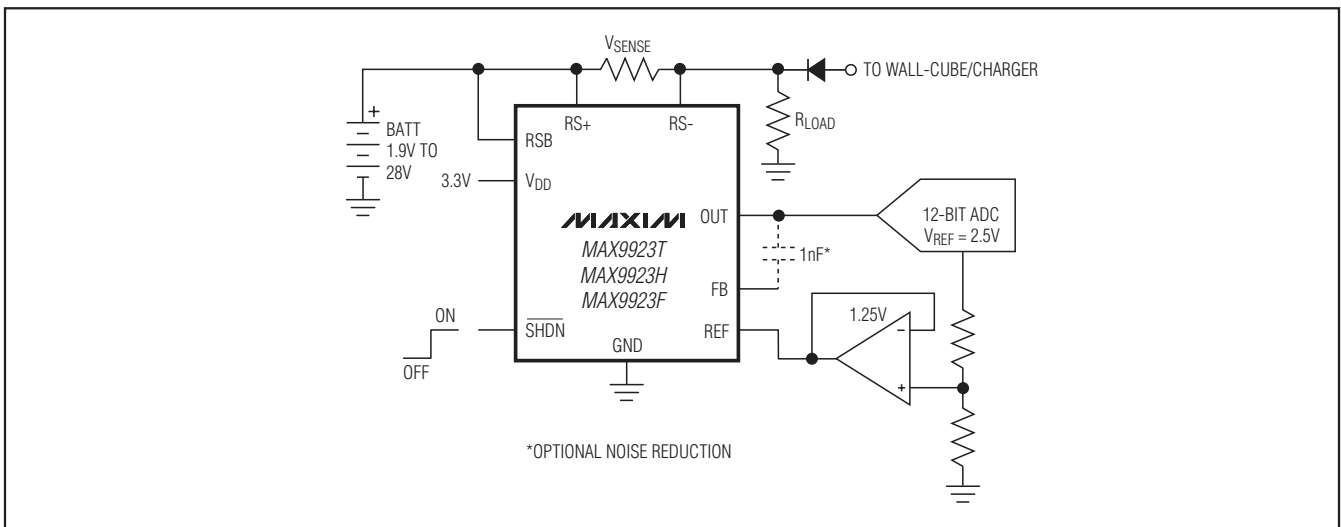 VSENSE
TO WALL-CUBE/CHARGER
RS+
RS-
RLOAD
+
BATT
1.9V TO
28V
RSB
3.3V
VDD
MAXIM
MAX9923T
MAX9923H
MAX9923F
OUT
12-BIT ADC
VREF = 2.5V
1nF*
FB
1.25V
-
REF
ON
SHDN
OFF
GND
+
*OPTIONAL NOISE REDUCTION